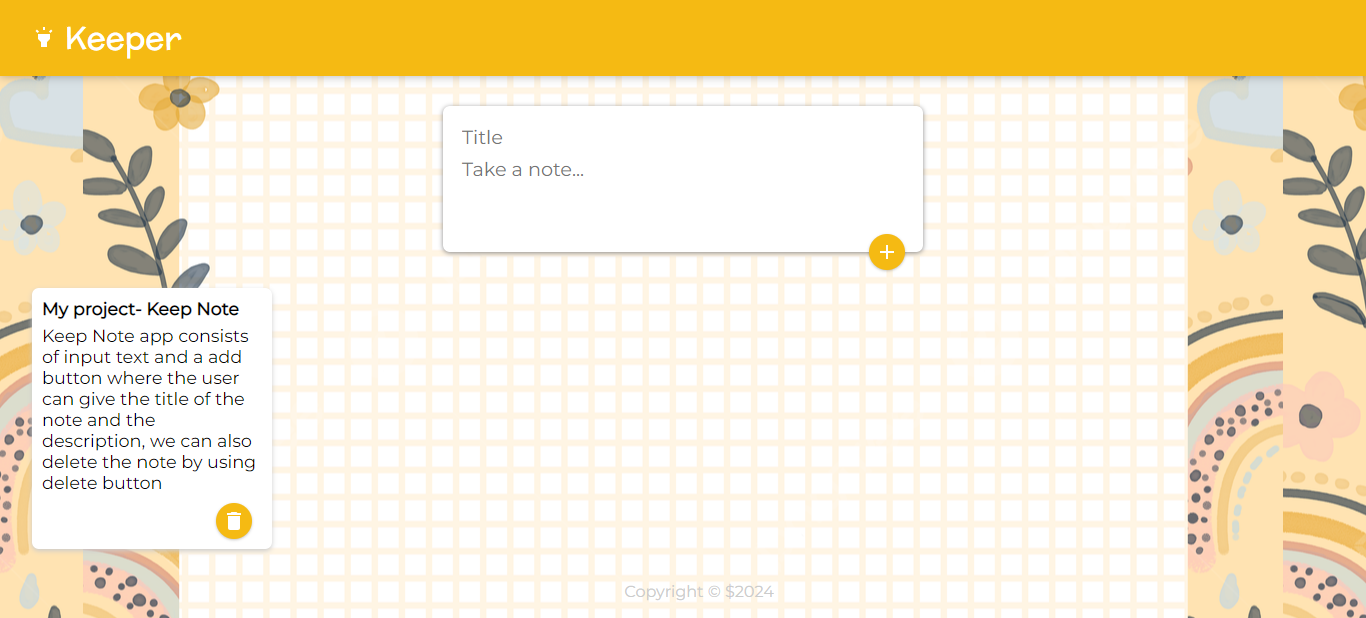 Keeper
Title
Take a note...
My project- Keep Note
Keep Note app consists
of input text and a add
button where the user
can give the title of the
note and the
description, we can also
delete the note by using
delete button
Copyright © $2024